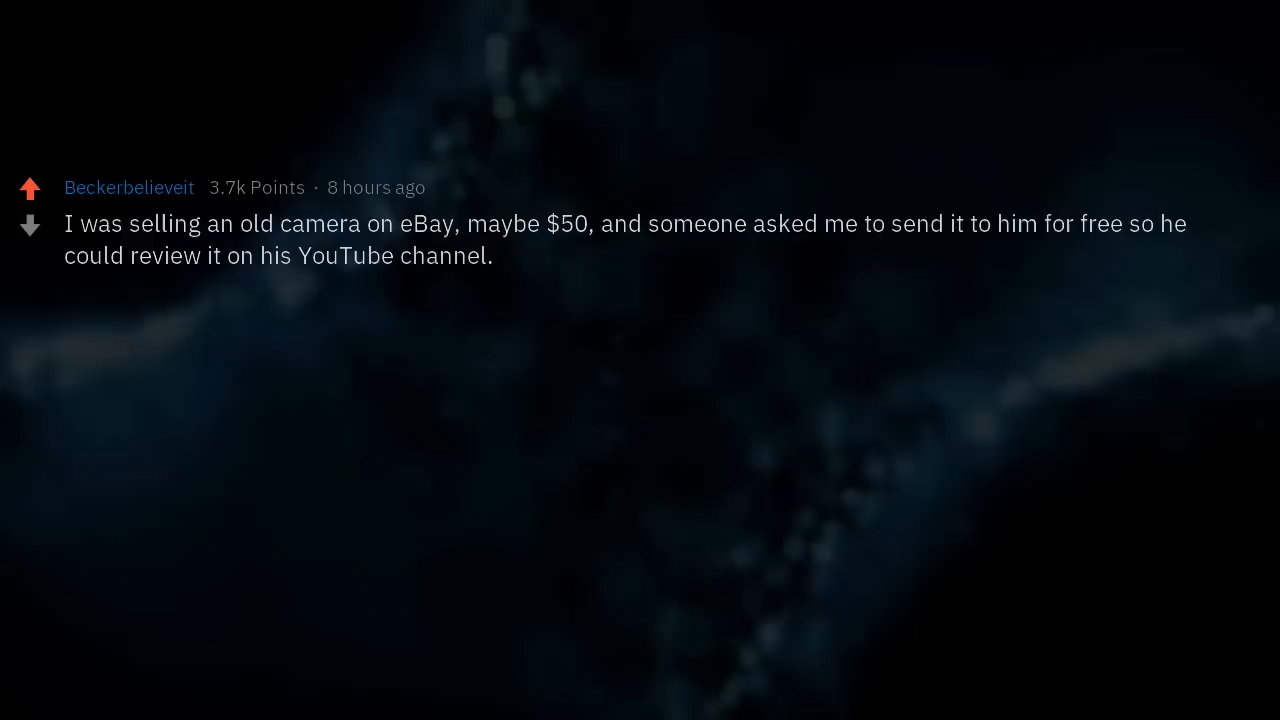 Beckerbelieveit 3.7k Points · 8 hours ago
I was selling an old camera on eBay, maybe $50, and someone asked me to send it to him for free so he
could review it on his YouTube channel.